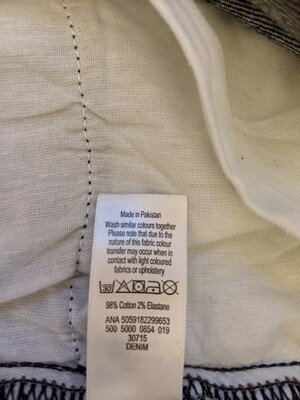 Made in Pakistan
Wash similar colours together
Please note that due to the
nature of this fabric colour
transfer may occur when in
contact with light coloured
fabrics or upholstery
30
98% Cotton 2% Elastane
ANA 5059182299653
500 5000 0854 019
30715
DENIM